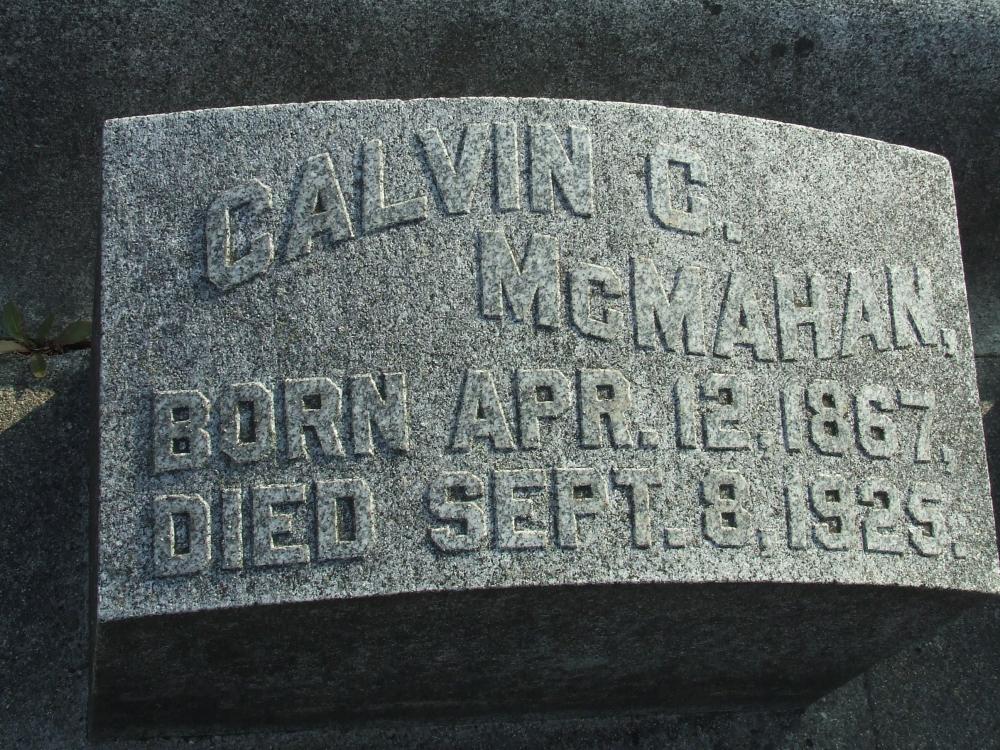 CALVIN C.
McMAHAN,
BORN APR. 12, 1867,
DIED SEPT. 8, 1925.